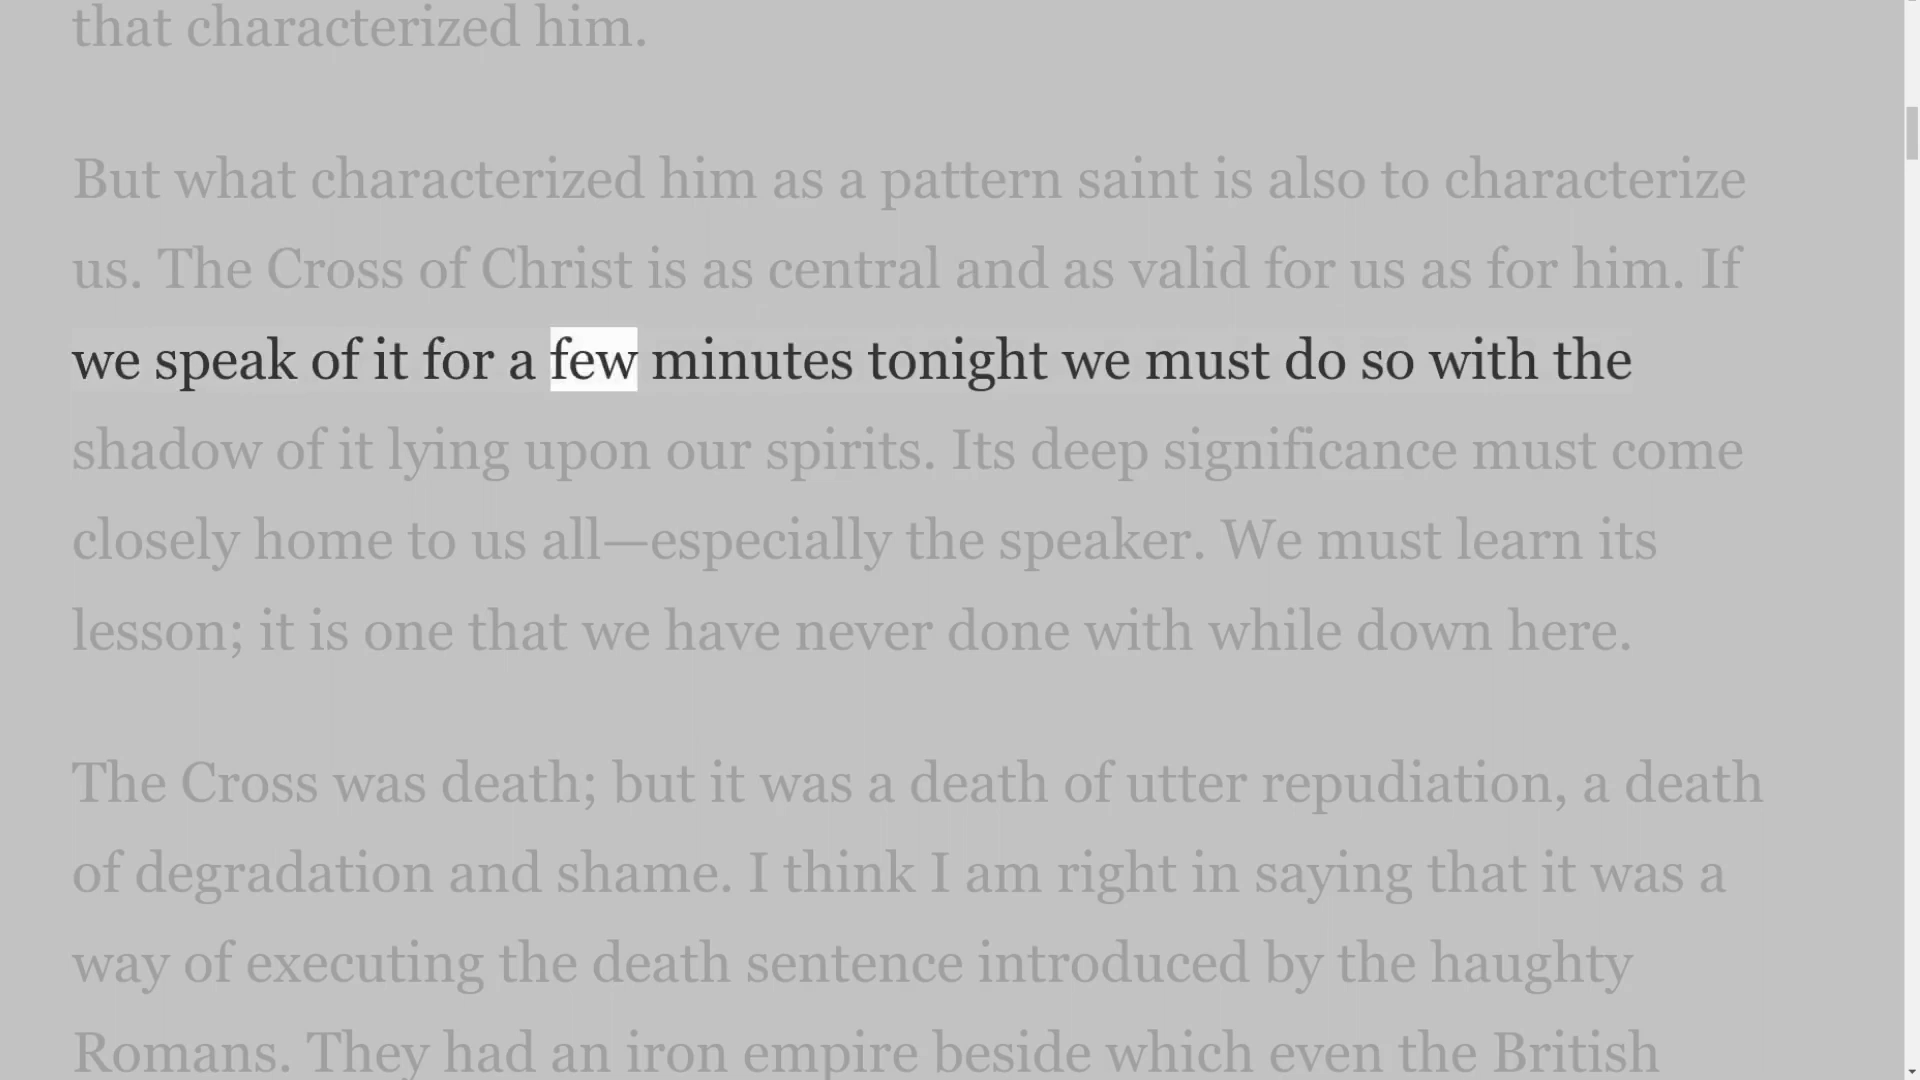 that characterized him.
But what characterized him as a pattern saint is also to characterize
us. The Cross of Christ is as central and as valid for us as for him. If
we speak of it for a few minutes tonight we must do so with the
shadow of it lying upon our spirits. Its deep significance must come
closely home to us all—especially the speaker. We must learn its
lesson; it is one that we have never done with while down here.
The Cross was death; but it was a death of utter repudiation, a death
of degradation and shame. I think I am right in saying that it was a
way of executing the death sentence introduced by the haughty
Romans. They had an iron empire beside which even the British